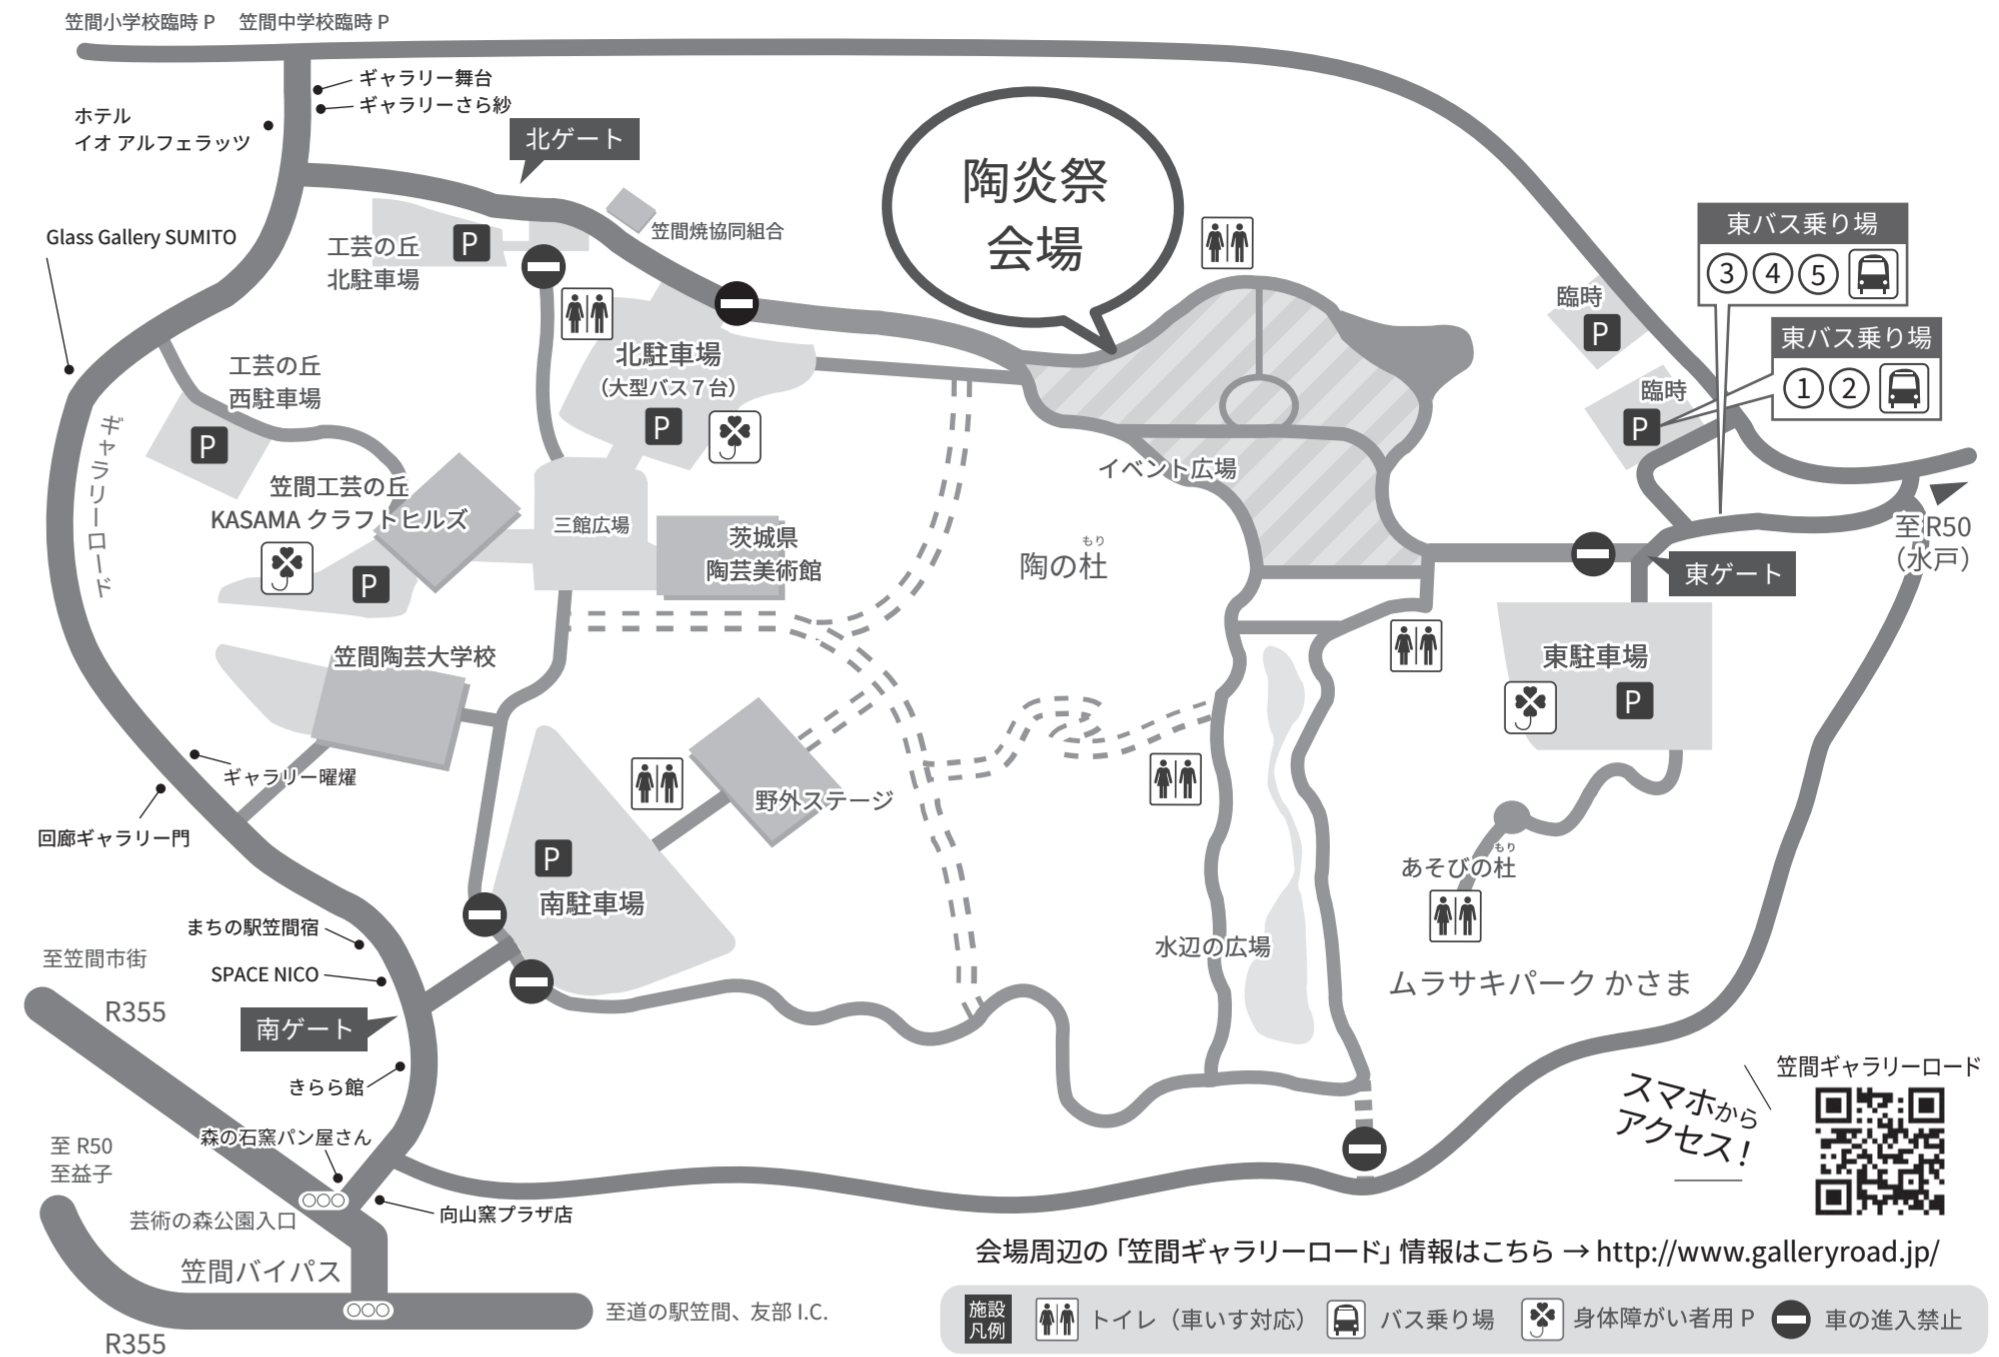 笠間小学校臨時 P　笠間中学校臨時 P
ギャラリー舞台
ギャラリーさら紗
ホテル
イオ アルフェラッツ
北ゲート
陶炎祭
会場
笠間焼協同組合
Glass Gallery SUMITO
工芸の丘
北駐車場
P
東バス乗り場
③④⑤
臨時
P
東バス乗り場
①②
臨時
P
北駐車場
（大型バス７台）
P
工芸の丘
西駐車場
P
ギャラリーロード
イベント広場
笠間工芸の丘
KASAMA クラフトヒルズ
P
三館広場
茨城県
陶芸美術館
もり
陶の杜
至 R50
（水戸）
東ゲート
笠間陶芸大学校
東駐車場
P
ギャラリー曜燿
野外ステージ
回廊ギャラリー門
P
南駐車場
もり
あそびの杜
まちの駅笠間宿
水辺の広場
至笠間市街
SPACE NICO
ムラサキパーク かさま
R355
南ゲート
きらら館
笠間ギャラリーロード
スマホから
アクセス！
森の石窯パン屋さん
至 R50
至益子
芸術の森公園入口
向山窯プラザ店
笠間バイパス
至道の駅笠間、友部 I.C.
R355
会場周辺の「笠間ギャラリーロード」情報はこちら → http://www.galleryroad.jp/
施設
凡例
トイレ（車いす対応）
バス乗り場
身体障がい者用 P
車の進入禁止